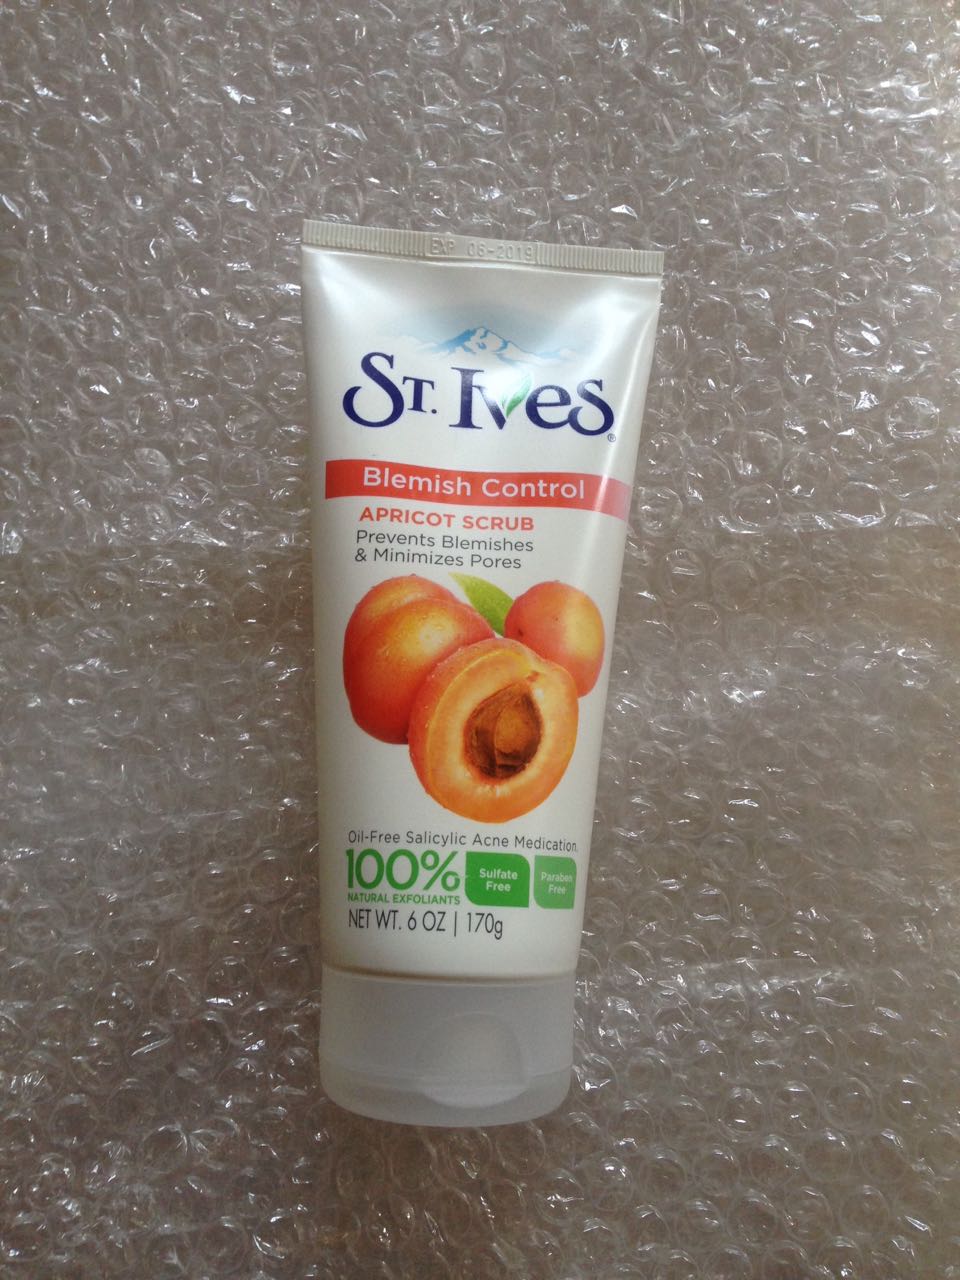 EXP 06-2019
ST. Ives®
Blemish Control
APRICOT SCRUB
Prevents Blemishes
& Minimizes Pores
Oil-Free Salicylic Acne Medication
100%
NATURAL EXFOLIANTS
Sulfate
Free
Paraben
Free
NET WT. 6 OZ | 170g